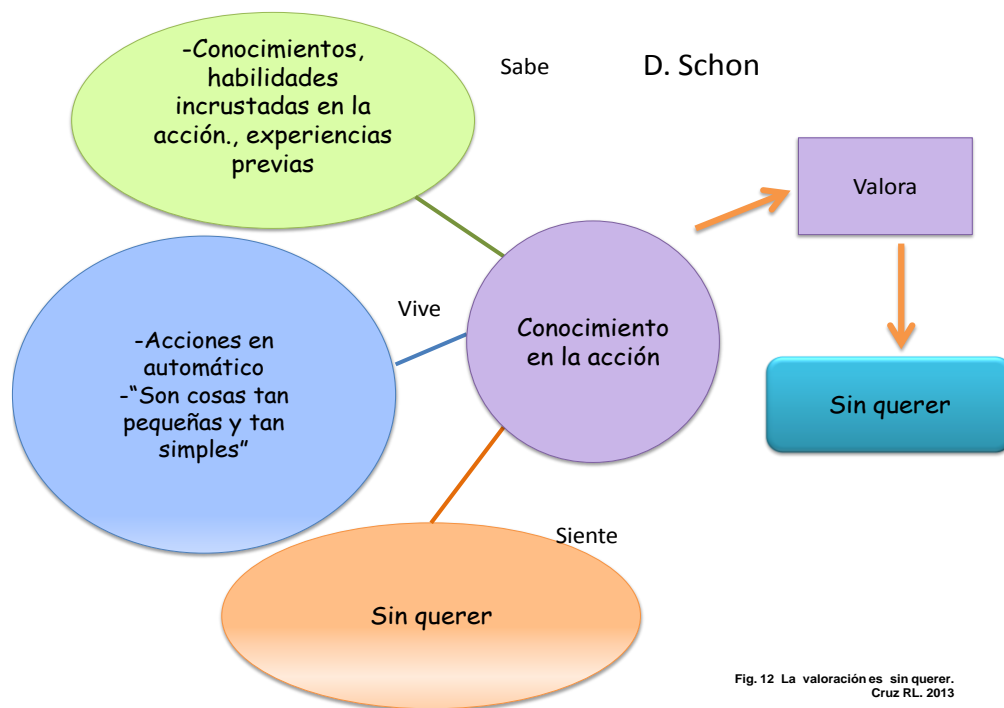 -Conocimientos,
habilidades
incrustadas en la
acción., experiencias
previas
Sabe
D. Schon
Valora
Vive
-Acciones en
automático
-“Son cosas tan
pequeñas y tan
simples”
Conocimiento
en la acción
Sin querer
Siente
Sin querer
Fig. 12 La valoración es sin querer.
Cruz RL. 2013